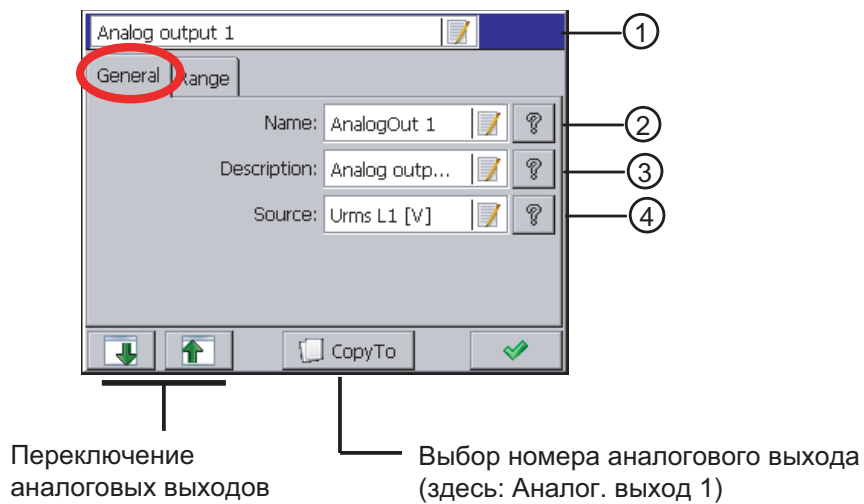 Analog output 1
1
General Range
Name: AnalogOut 1 ?
2
Description: Analog outp... ?
3
Source: Urms L1 [V] ?
4
CopyTo
Переключение
аналоговых выходов
Выбор номера аналогового выхода
(здесь: Аналог. выход 1)